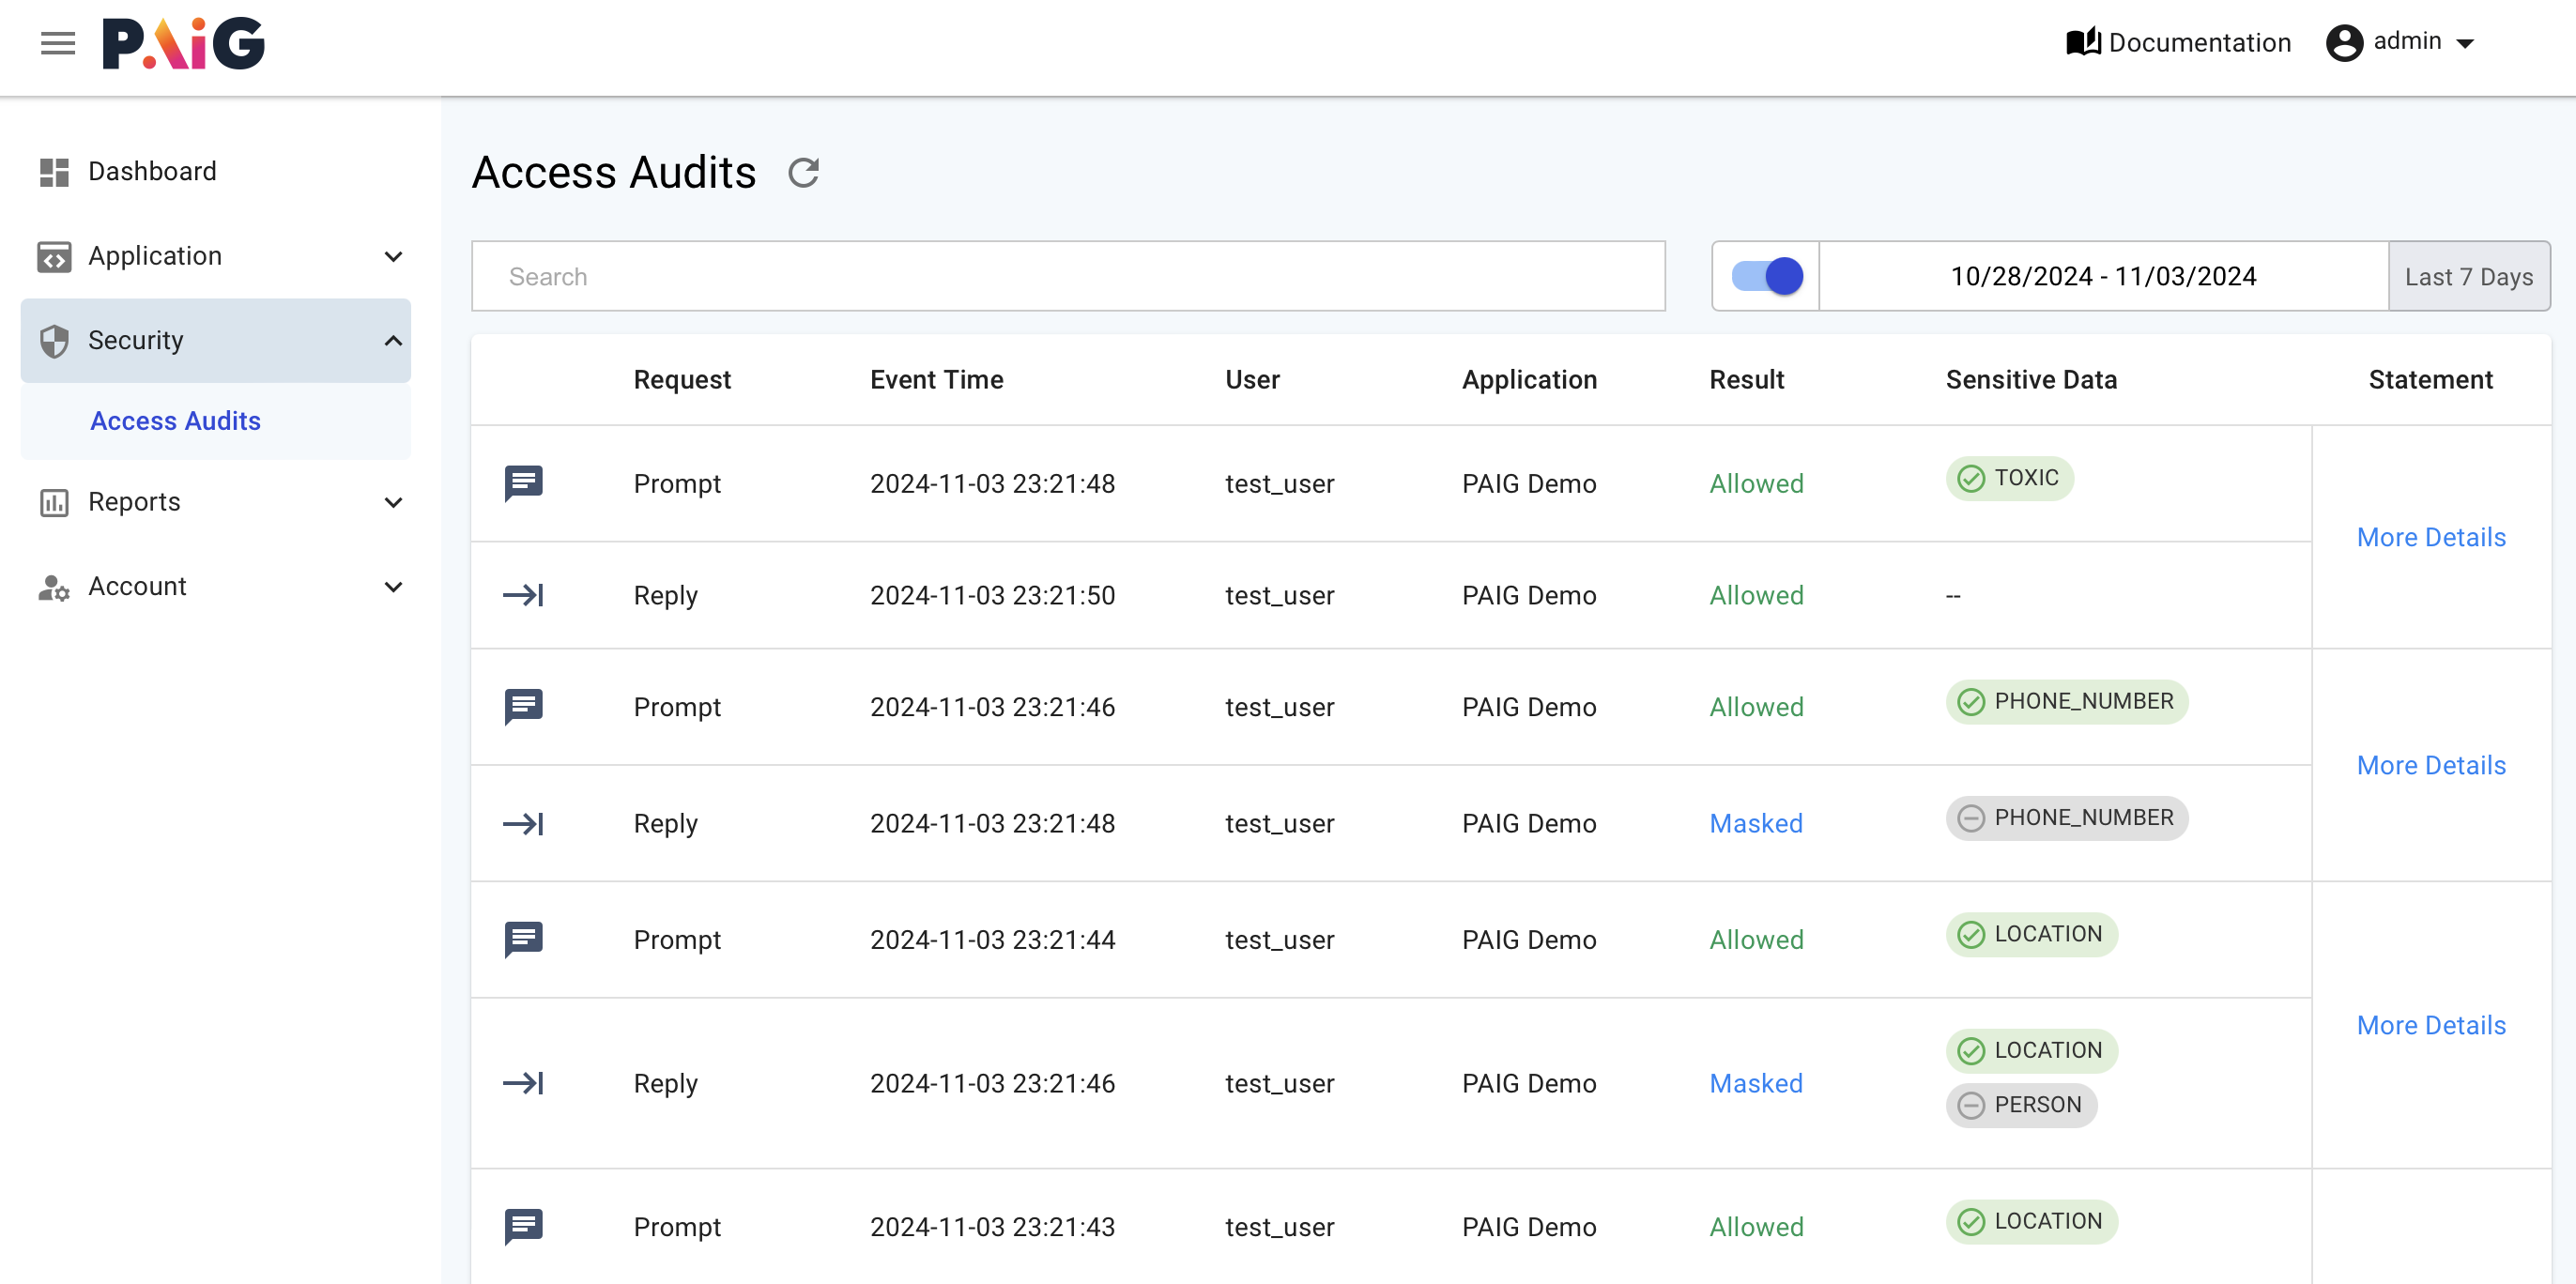 PAiG
Documentation
admin
Dashboard
Application
Security
Access Audits
Reports
Account
Access Audits
Search
10/28/2024 - 11/03/2024
Last 7 Days
Request Event Time User Application Result Sensitive Data Statement
Prompt 2024-11-03 23:21:48 test_user PAIG Demo Allowed TOXIC
More Details
Reply 2024-11-03 23:21:50 test_user PAIG Demo Allowed --
Prompt 2024-11-03 23:21:46 test_user PAIG Demo Allowed PHONE_NUMBER
More Details
Reply 2024-11-03 23:21:48 test_user PAIG Demo Masked PHONE_NUMBER
Prompt 2024-11-03 23:21:44 test_user PAIG Demo Allowed LOCATION
More Details
Reply 2024-11-03 23:21:46 test_user PAIG Demo Masked LOCATION
PERSON
Prompt 2024-11-03 23:21:43 test_user PAIG Demo Allowed LOCATION